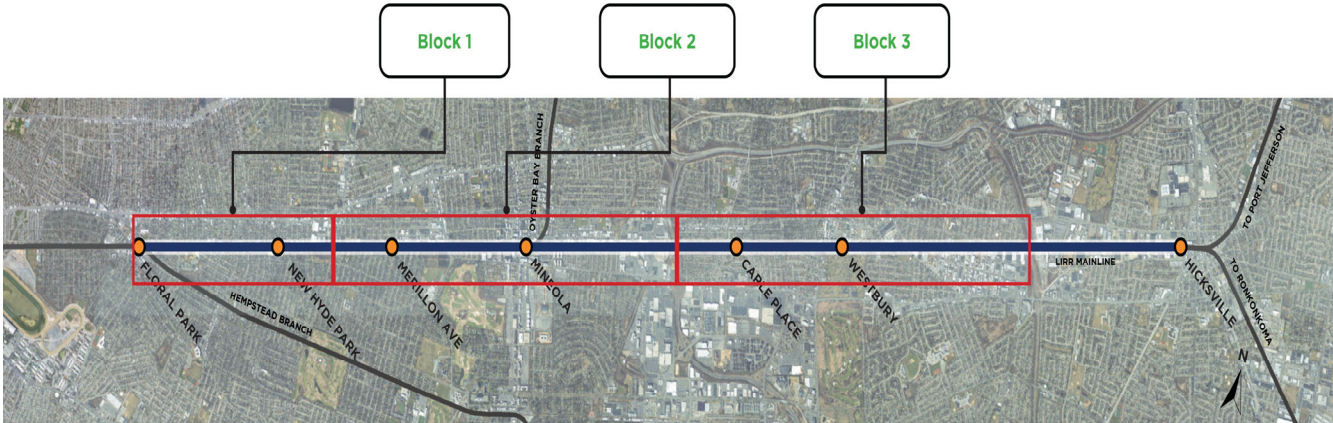 Block 1
Block 2
Block 3
OYSTER BAY BRANCH
TO PORT JEFFERSON
FLORAL PARK
NEW HYDE PARK
MERILLON AVE
MINEOLA
CARLE PLACE
WESTBURY
LIRR MAINLINE
HICKSVILLE
HEMPSTEAD BRANCH
TO RONKONKOMA
N